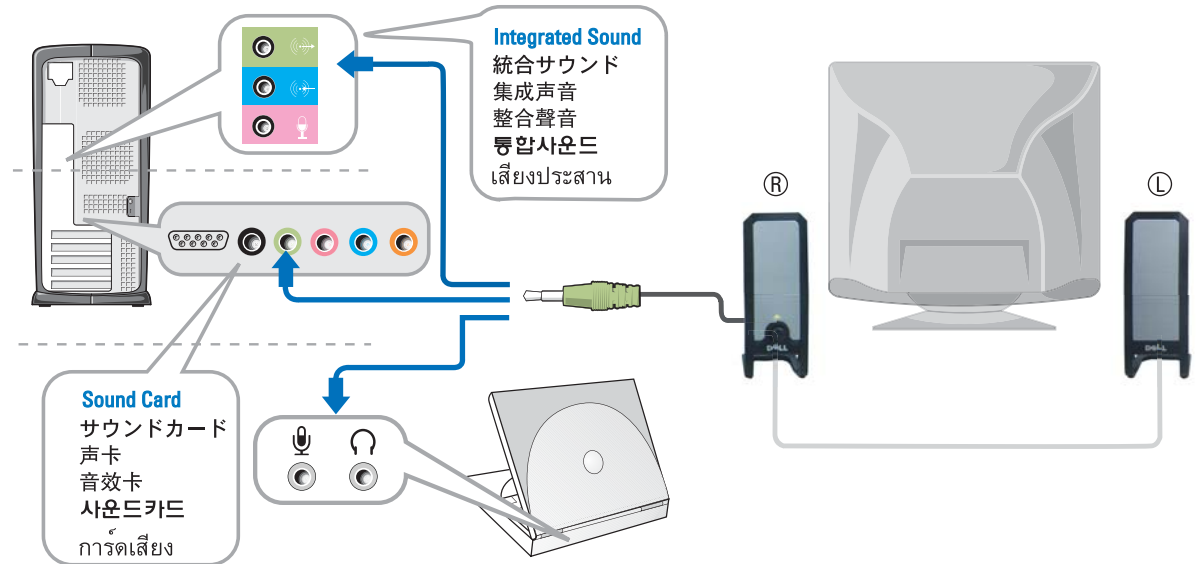 Integrated Sound
統合サウンド
集成声音
整合聲音
통합사운드
เสียงประสาน
Ⓡ
Ⓛ
DELL
DELL
Sound Card
サウンドカード
声卡
音效卡
사운드카드
การ์ดเสียง